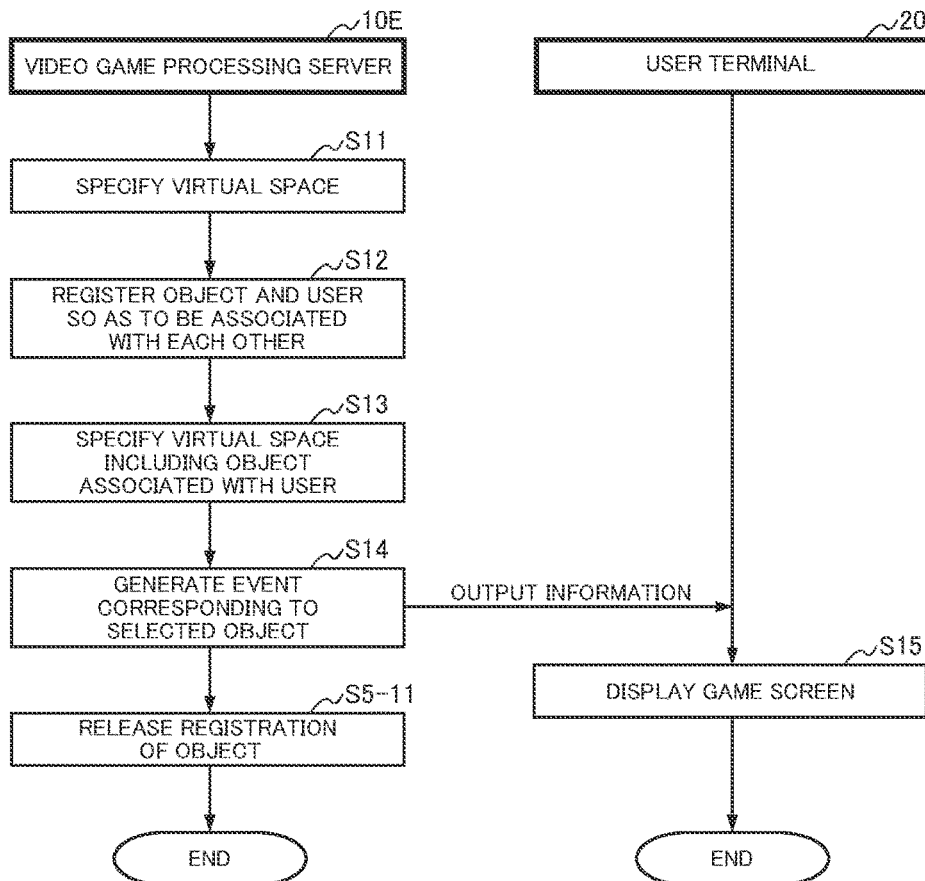 10E
VIDEO GAME PROCESSING SERVER
20
USER TERMINAL
S11
SPECIFY VIRTUAL SPACE
S12
REGISTER OBJECT AND USER
SO AS TO BE ASSOCIATED
WITH EACH OTHER
S13
SPECIFY VIRTUAL SPACE
INCLUDING OBJECT
ASSOCIATED WITH USER
S14
GENERATE EVENT
CORRESPONDING TO
SELECTED OBJECT
OUTPUT INFORMATION
S15
DISPLAY GAME SCREEN
S5-11
RELEASE REGISTRATION
OF OBJECT
END
END